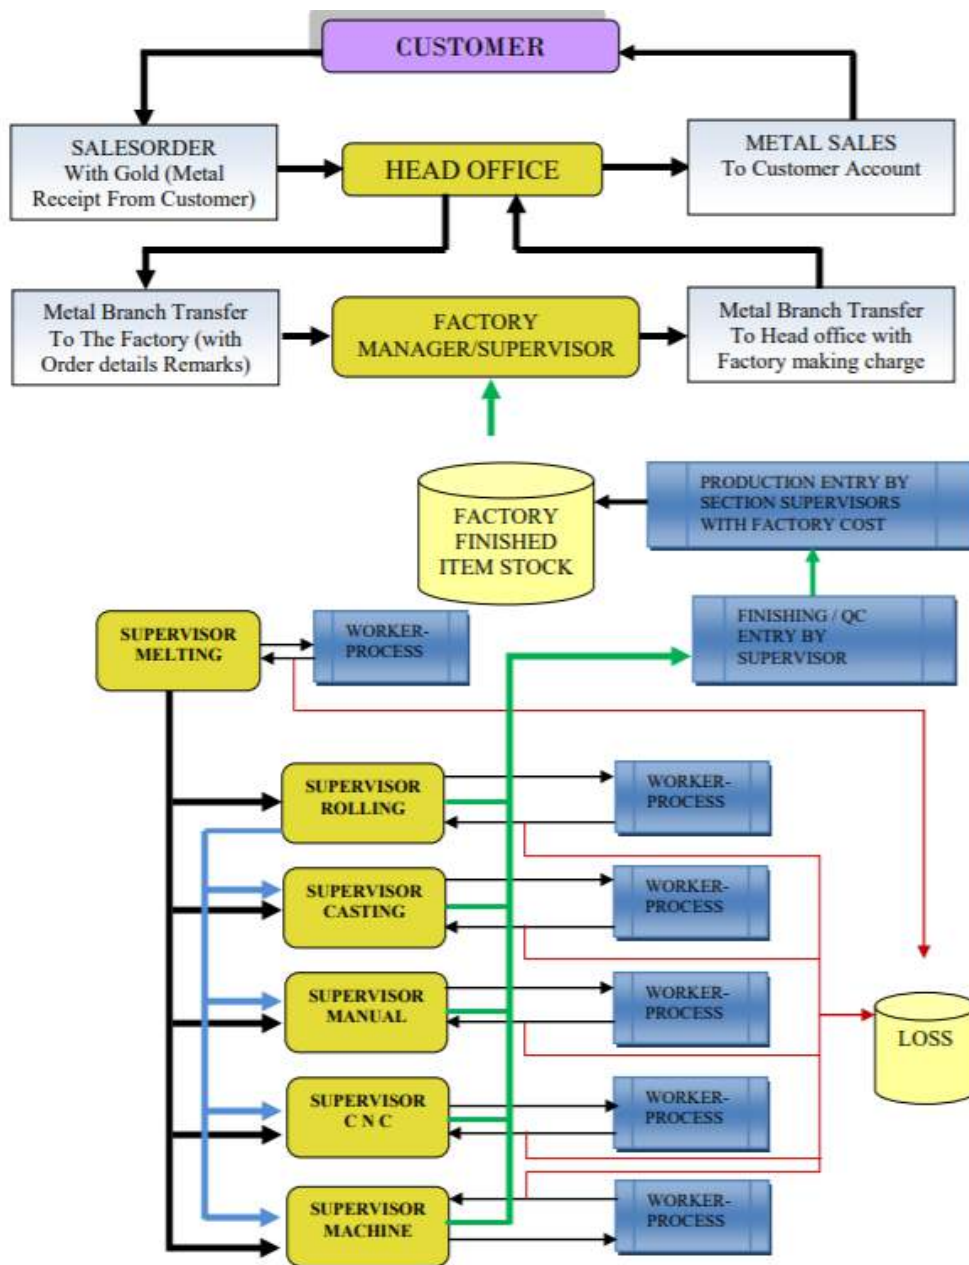 CUSTOMER
SALESORDER
With Gold (Metal
Receipt From Customer)
HEAD OFFICE
METAL SALES
To Customer Account
Metal Branch Transfer
To The Factory (with
Order details Remarks)
FACTORY
MANAGER/SUPERVISOR
Metal Branch Transfer
To Head office with
Factory making charge
FACTORY
FINISHED
ITEM STOCK
PRODUCTION ENTRY BY
SECTION SUPERVISORS
WITH FACTORY COST
SUPERVISOR
MELTING
WORKER-
PROCESS
FINISHING / QC
ENTRY BY
SUPERVISOR
SUPERVISOR
ROLLING
WORKER-
PROCESS
SUPERVISOR
CASTING
WORKER-
PROCESS
SUPERVISOR
MANUAL
WORKER-
PROCESS
LOSS
SUPERVISOR
C N C
WORKER-
PROCESS
SUPERVISOR
MACHINE
WORKER-
PROCESS